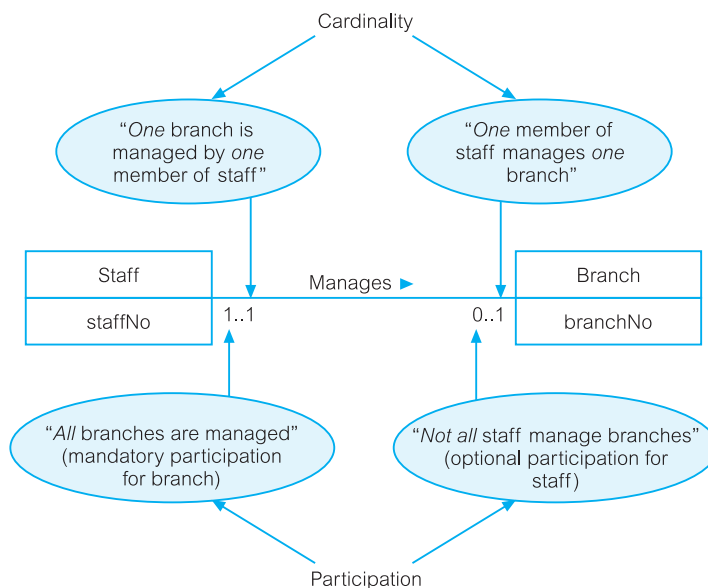 Cardinality
“One branch is
managed by one
member of staff”
“One member of
staff manages one
branch”
Staff
Manages ►
Branch
staffNo
1..1
0..1
branchNo
“All branches are managed”
(mandatory participation
for branch)
“Not all staff manage branches”
(optional participation for
staff)
Participation